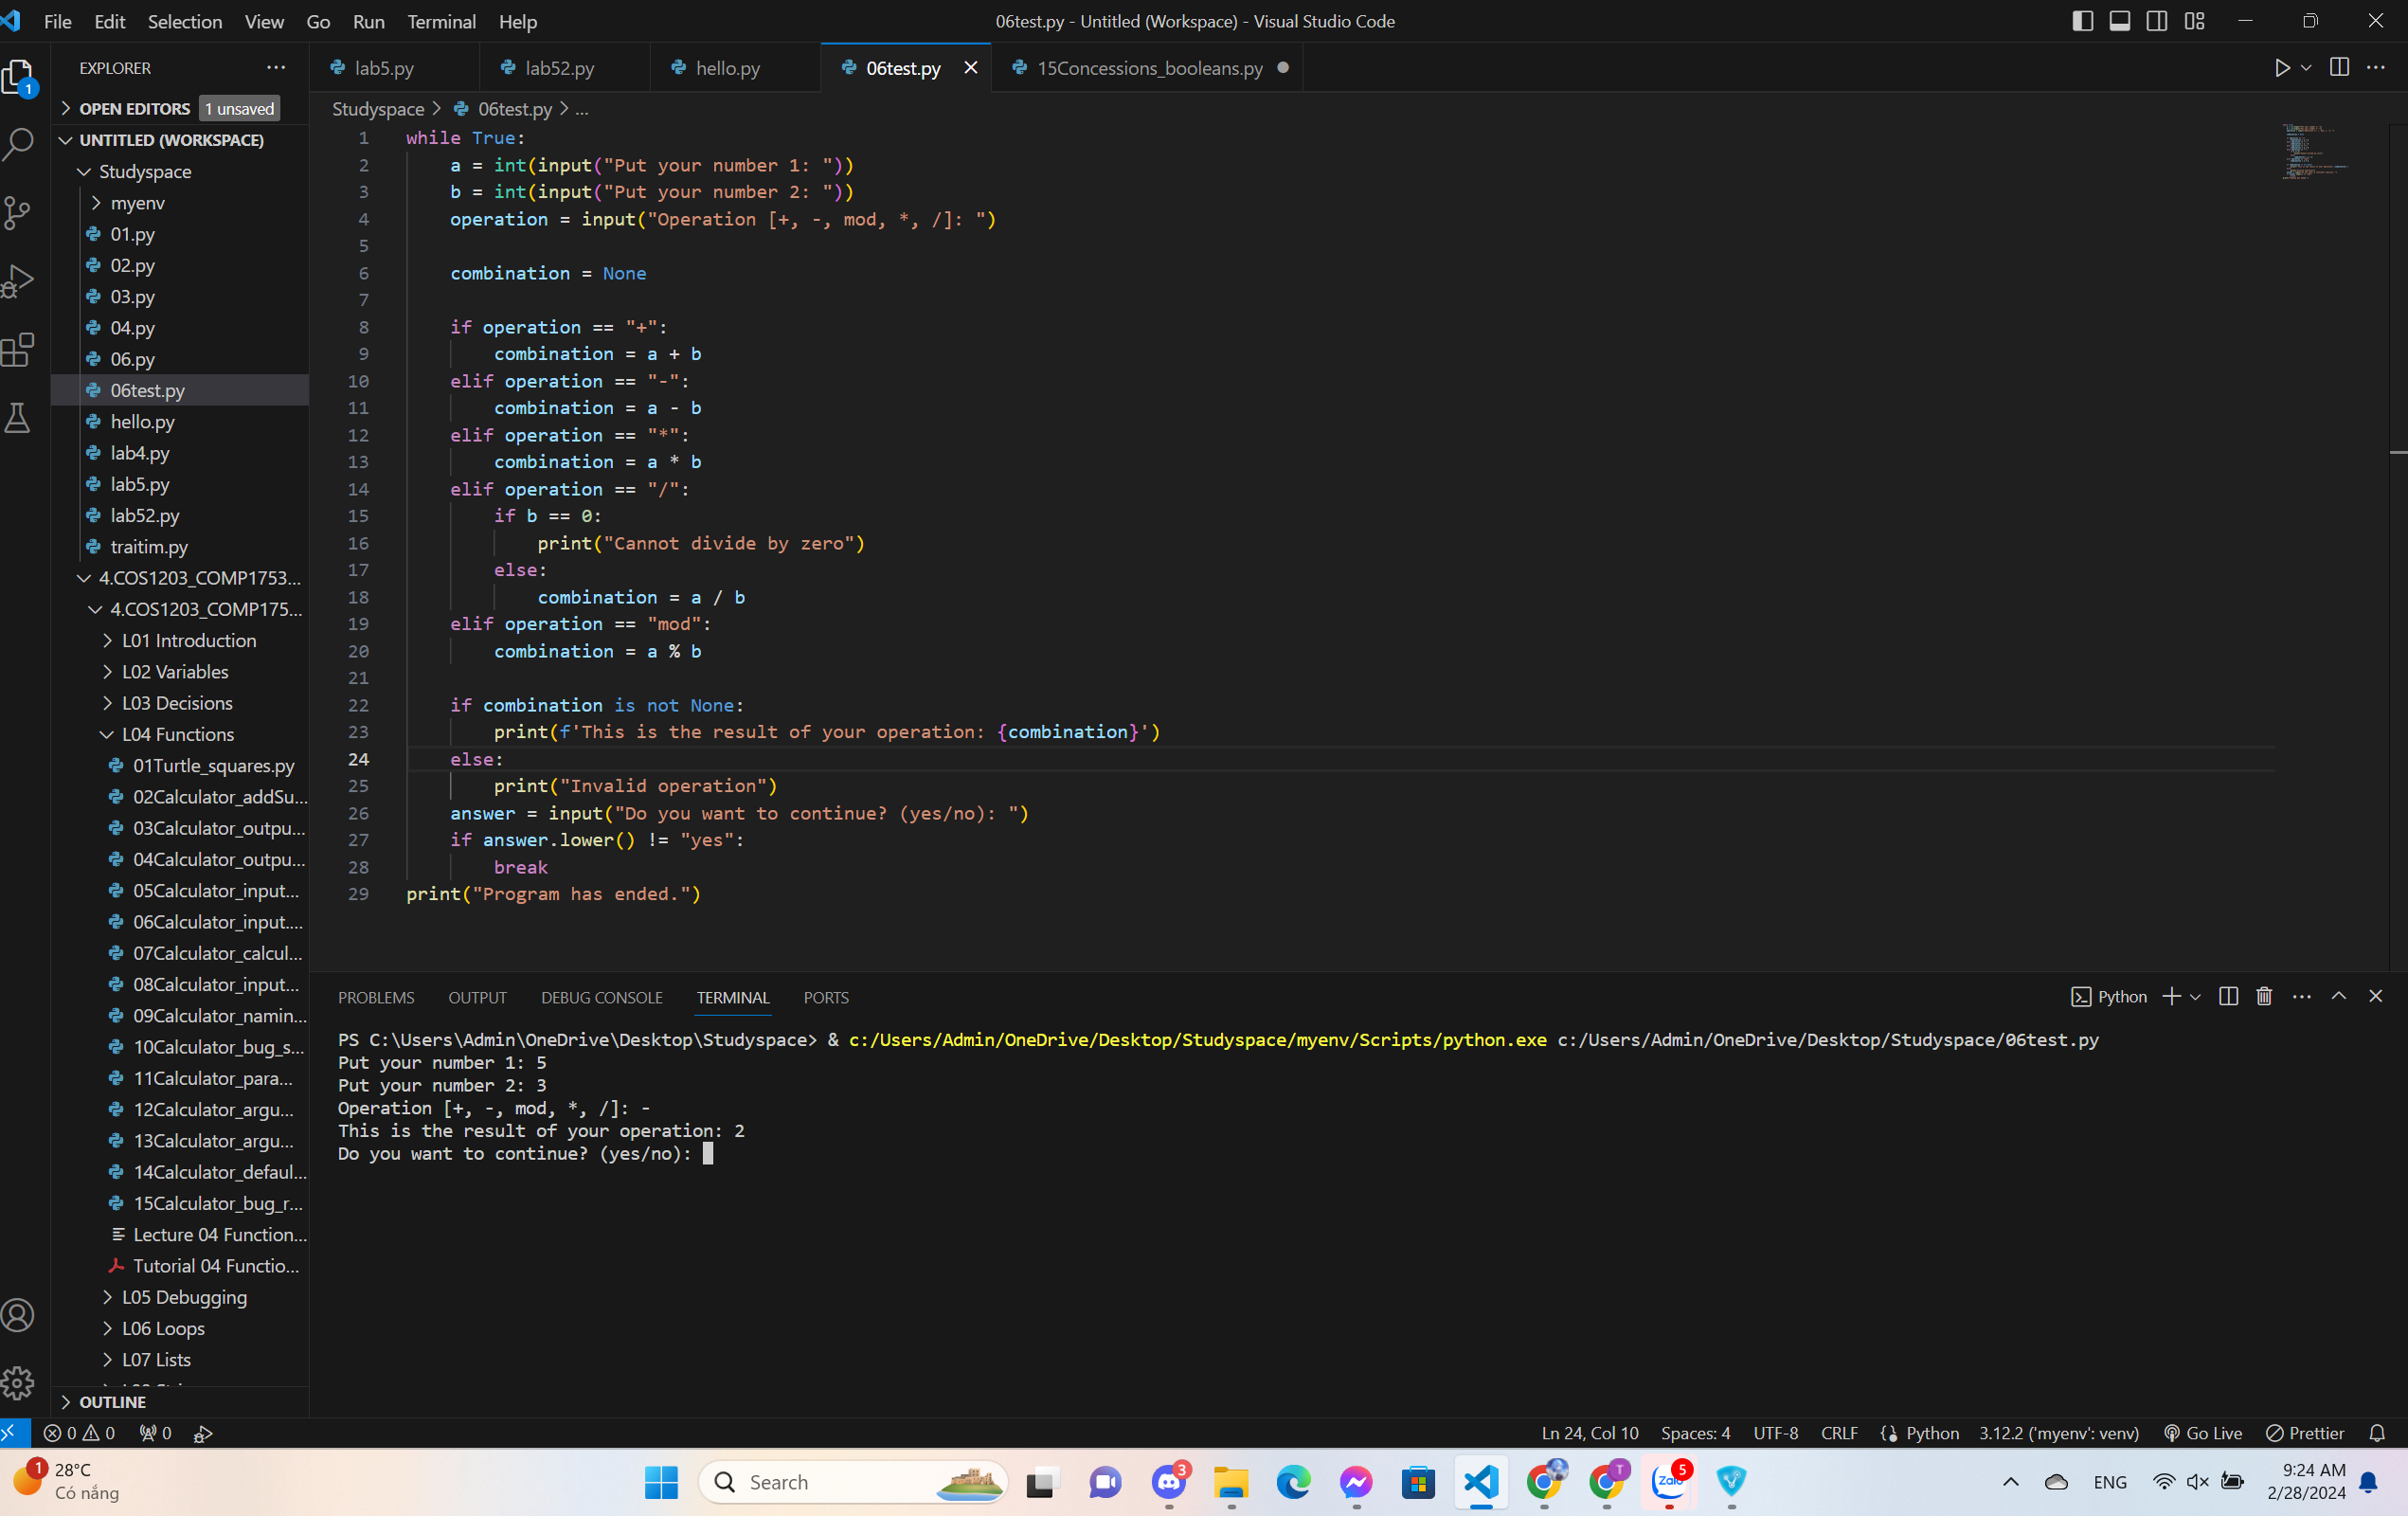 File Edit Selection View Go Run Terminal Help
06test.py - Untitled (Workspace) - Visual Studio Code
EXPLORER
OPEN EDITORS 1 unsaved
UNTITLED (WORKSPACE)
Studyspace
myenv
01.py
02.py
03.py
04.py
06.py
06test.py
hello.py
lab4.py
lab5.py
lab52.py
traitim.py
4.COS1203_COMP1753...
4.COS1203_COMP175...
L01 Introduction
L02 Variables
L03 Decisions
L04 Functions
01Turtle_squares.py
02Calculator_addSu...
03Calculator_outpu...
04Calculator_outpu...
05Calculator_input...
06Calculator_input....
07Calculator_calcul...
08Calculator_input...
09Calculator_namin...
10Calculator_bug_s...
11Calculator_para...
12Calculator_argu...
13Calculator_argu...
14Calculator_defaul...
15Calculator_bug_r...
Lecture 04 Function...
Tutorial 04 Functio...
L05 Debugging
L06 Loops
L07 Lists
OUTLINE
lab5.py lab52.py hello.py 06test.py 15Concessions_booleans.py
Studyspace > 06test.py > ...
1 while True:
2 a = int(input("Put your number 1: "))
3 b = int(input("Put your number 2: "))
4 operation = input("Operation [+, -, mod, *, /]: ")
5
6 combination = None
7
8 if operation == "+":
9 combination = a + b
10 elif operation == "-":
11 combination = a - b
12 elif operation == "*":
13 combination = a * b
14 elif operation == "/":
15 if b == 0:
16 print("Cannot divide by zero")
17 else:
18 combination = a / b
19 elif operation == "mod":
20 combination = a % b
21
22 if combination is not None:
23 print(f'This is the result of your operation: {combination}')
24 else:
25 print("Invalid operation")
26 answer = input("Do you want to continue? (yes/no): ")
27 if answer.lower() != "yes":
28 break
29 print("Program has ended.")
PROBLEMS OUTPUT DEBUG CONSOLE TERMINAL PORTS
Python
PS C:\Users\Admin\OneDrive\Desktop\Studyspace> & c:/Users/Admin/OneDrive/Desktop/Studyspace/myenv/Scripts/python.exe c:/Users/Admin/OneDrive/Desktop/Studyspace/06test.py
Put your number 1: 5
Put your number 2: 3
Operation [+, -, mod, *, /]: -
This is the result of your operation: 2
Do you want to continue? (yes/no):
0 0 0
Ln 24, Col 10 Spaces: 4 UTF-8 CRLF Python 3.12.2 ('myenv': venv) Go Live Prettier
1 28°C
Có nắng
Search
3
T
Zalo 5
ENG
9:24 AM
2/28/2024